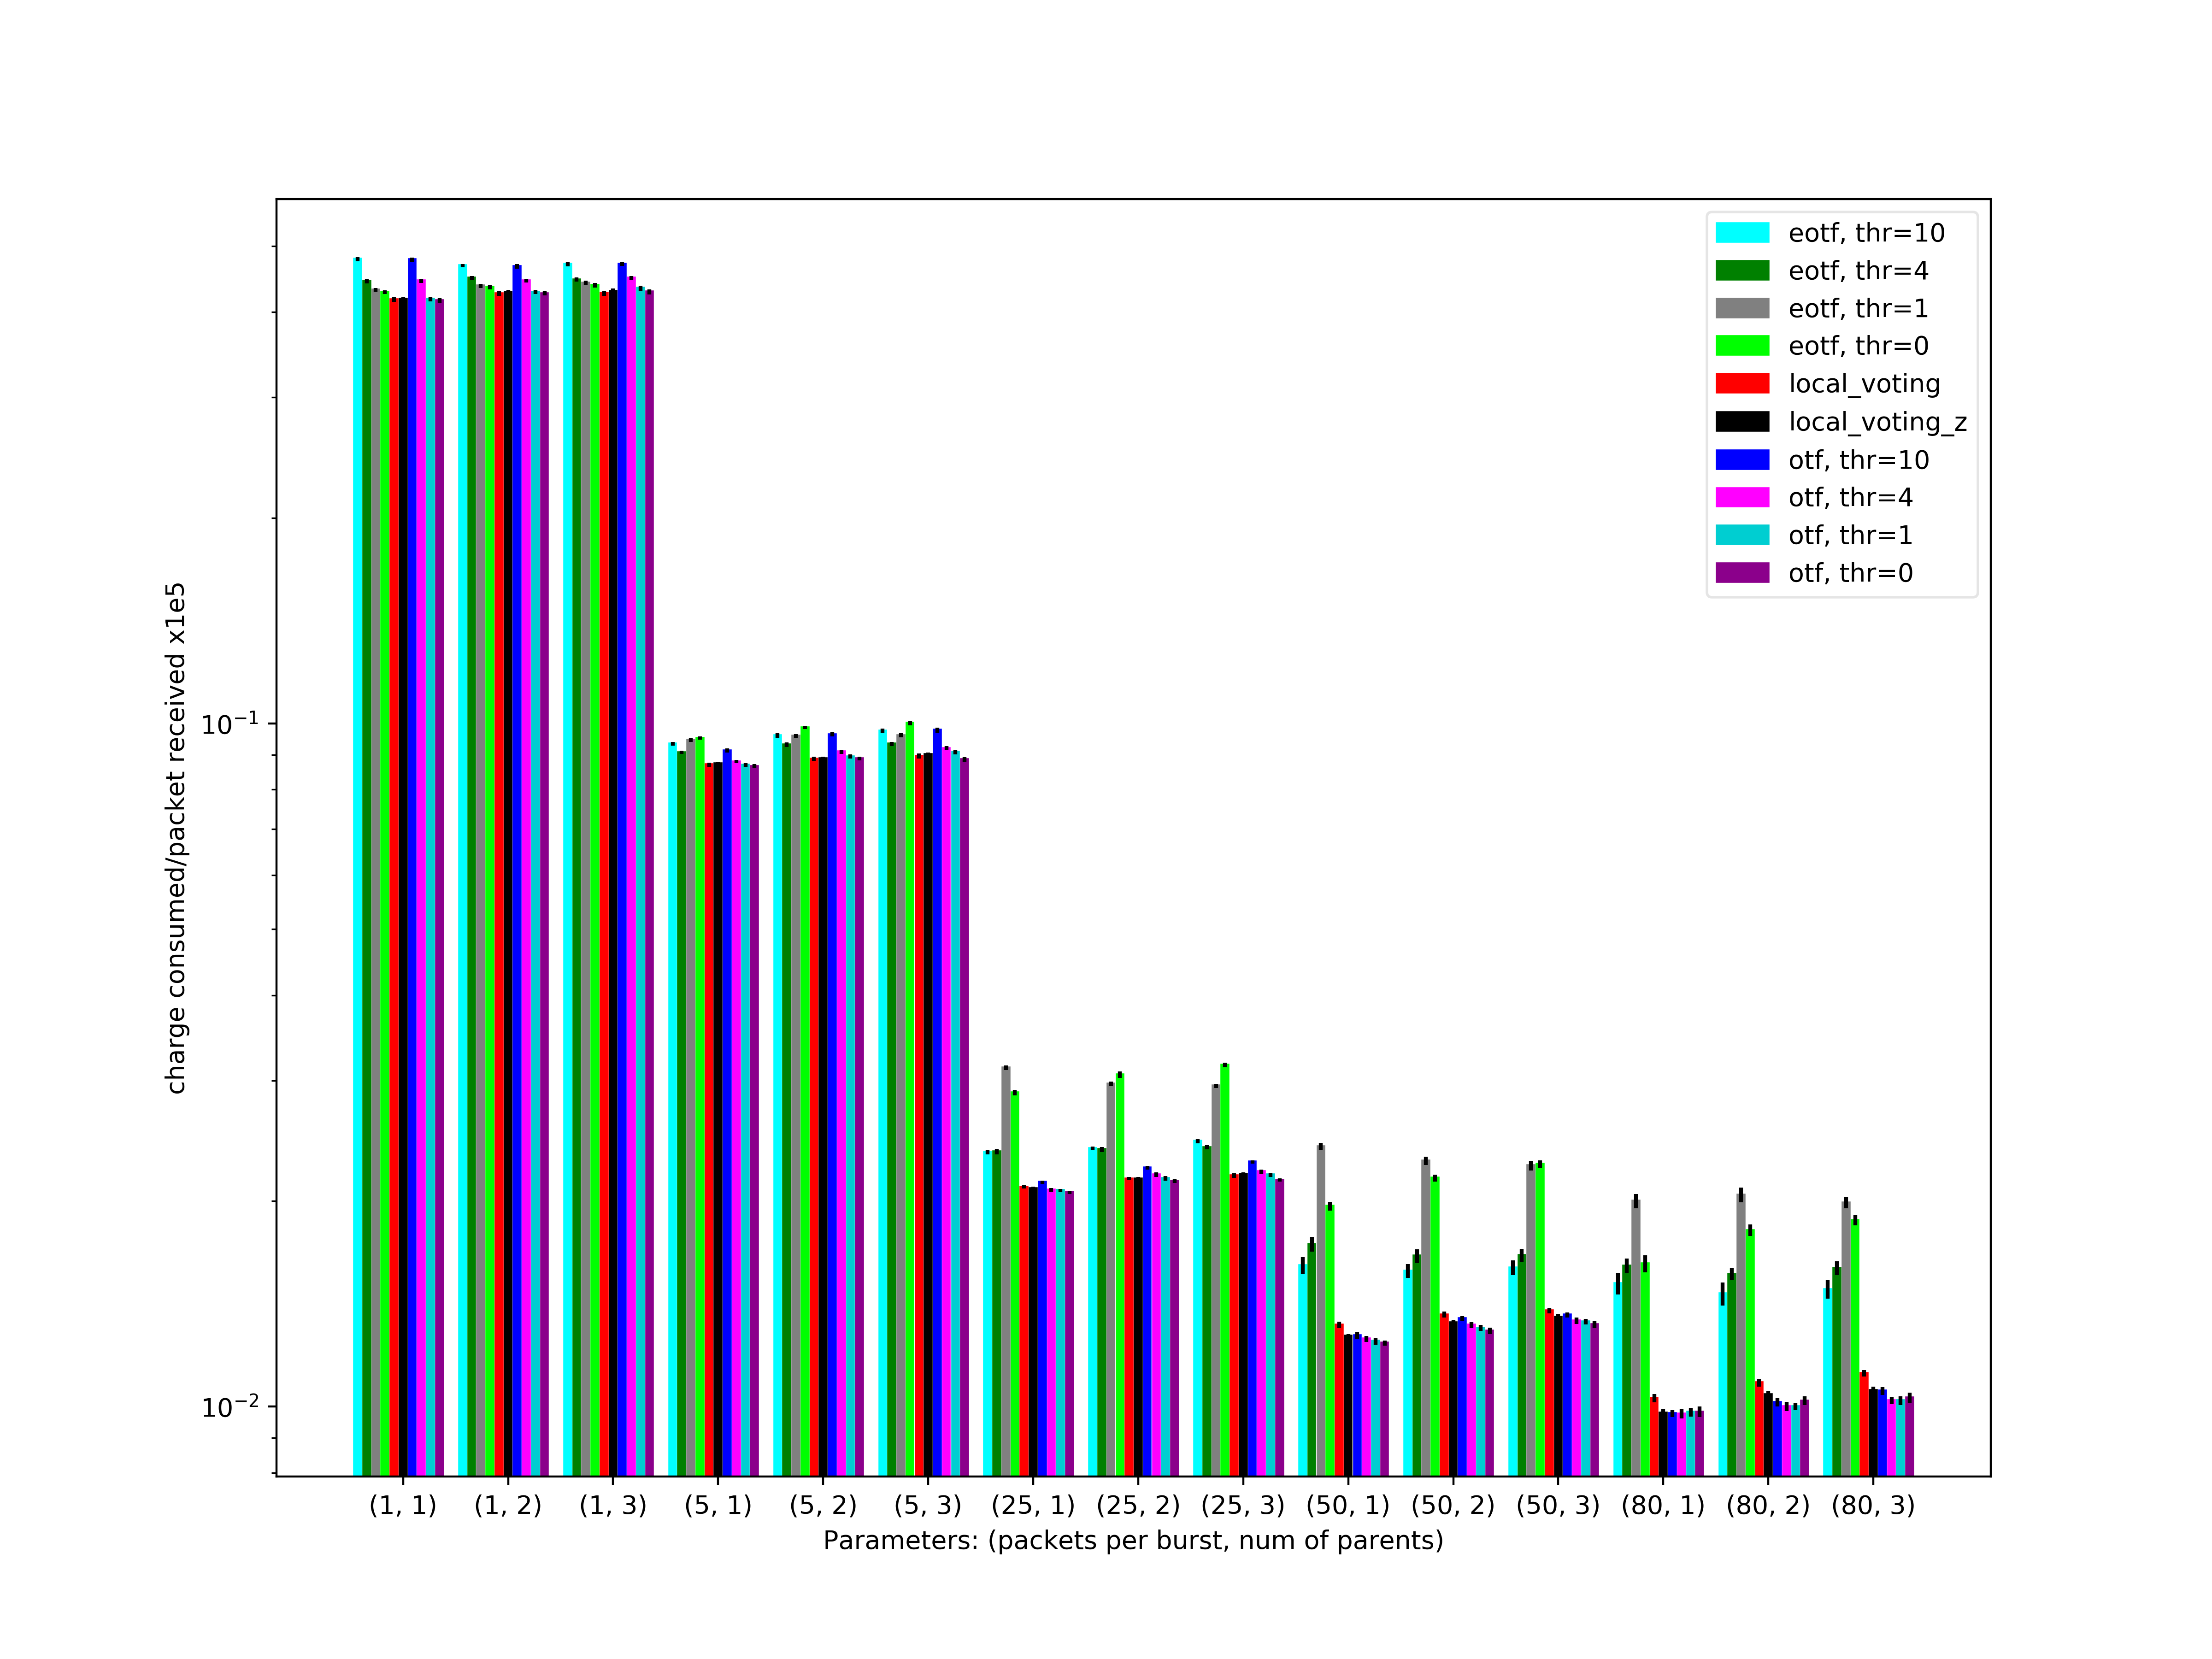 eotf, thr=10
eotf, thr=4
eotf, thr=1
eotf, thr=0
local_voting
local_voting_z
otf, thr=10
otf, thr=4
otf, thr=1
otf, thr=0
charge consumed/packet received x1e5
10⁻¹
10⁻²
(1, 1) (1, 2) (1, 3) (5, 1) (5, 2) (5, 3) (25, 1) (25, 2) (25, 3) (50, 1) (50, 2) (50, 3) (80, 1) (80, 2) (80, 3)
Parameters: (packets per burst, num of parents)